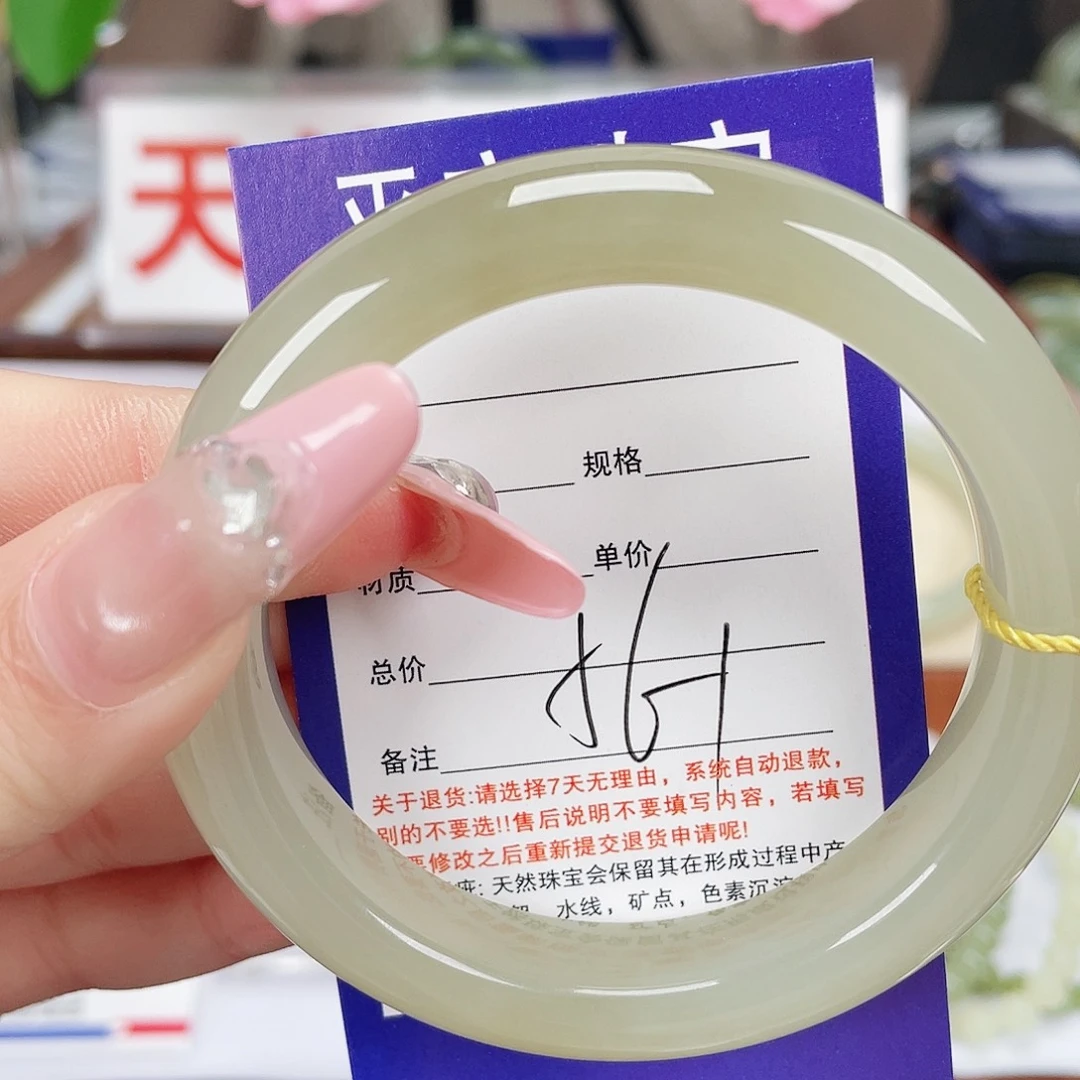 天
规格
材质
单价
总价
备注
关于退货:请选择7天无理由，系统自动退款，
别的不要选!!售后说明不要填写内容，若填写
要修改之后重新提交退货申请呢!
疵: 天然珠宝会保留其在形成过程中产
水线，矿点，色素沉淀